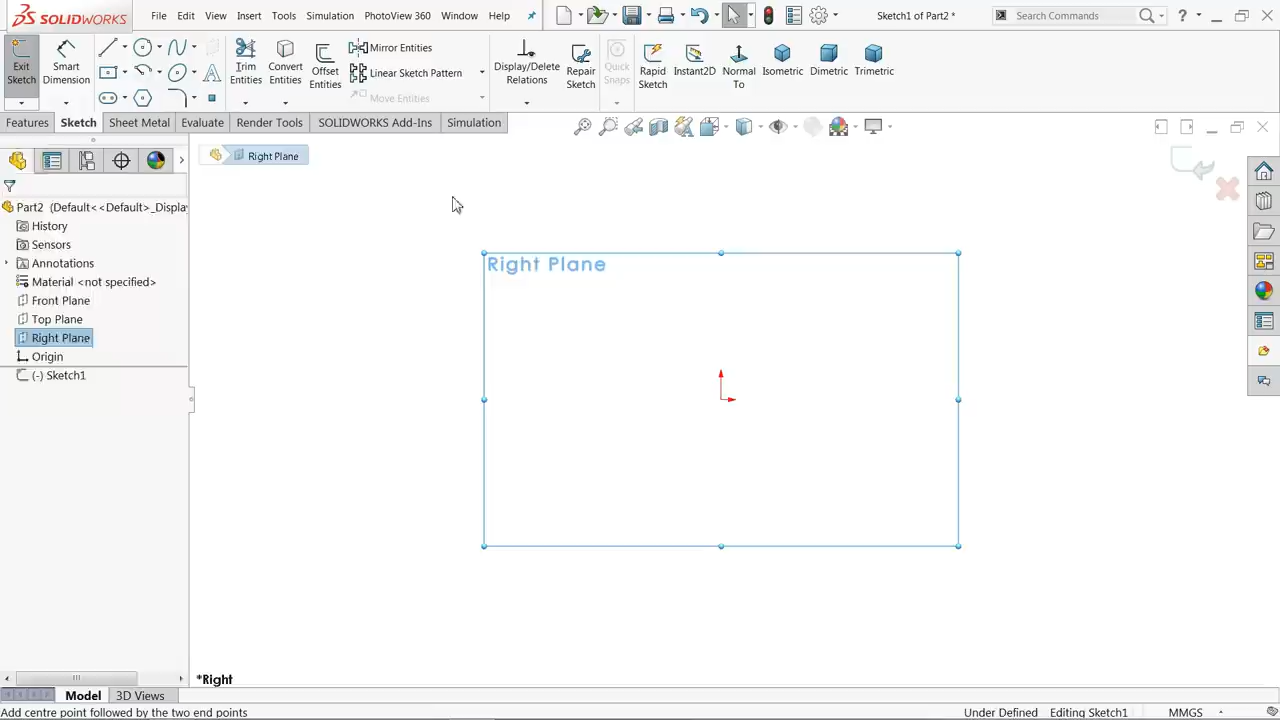 SOLIDWORKS File Edit View Insert Tools Simulation PhotoView 360 Window Help Sketch1 of Part2 * Search Commands ?
Exit Sketch
Smart Dimension
Trim Entities
Convert Entities
Offset Entities
Mirror Entities
Linear Sketch Pattern
Move Entities
Display/Delete Relations
Repair Sketch
Quick Snaps
Rapid Sketch
Instant2D
Normal To
Isometric
Dimetric
Trimetric
Features Sketch Sheet Metal Evaluate Render Tools SOLIDWORKS Add-Ins Simulation
Right Plane
Part2 (Default<<Default>_Display
History
Sensors
Annotations
Material <not specified>
Front Plane
Top Plane
Right Plane
Origin
(-) Sketch1
Right Plane
*Right
Model 3D Views
Add centre point followed by the two end points Under Defined Editing Sketch1 MMGS